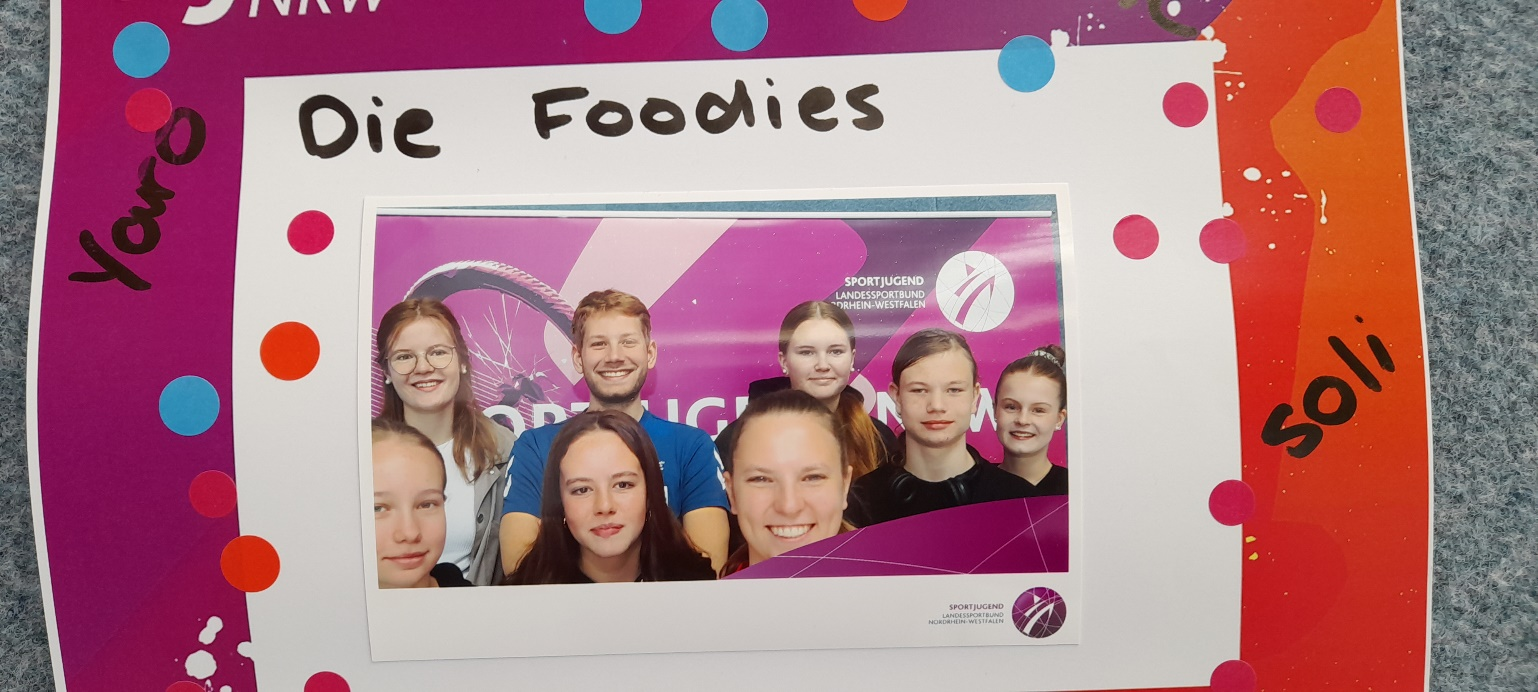 NRW
Die Foodies
Yaro
SPORTJUGEND
LANDESSPORTBUND
NORDRHEIN-WESTFALEN
Soli
SPORTJUGEND
LANDESSPORTBUND
NORDRHEIN-WESTFALEN